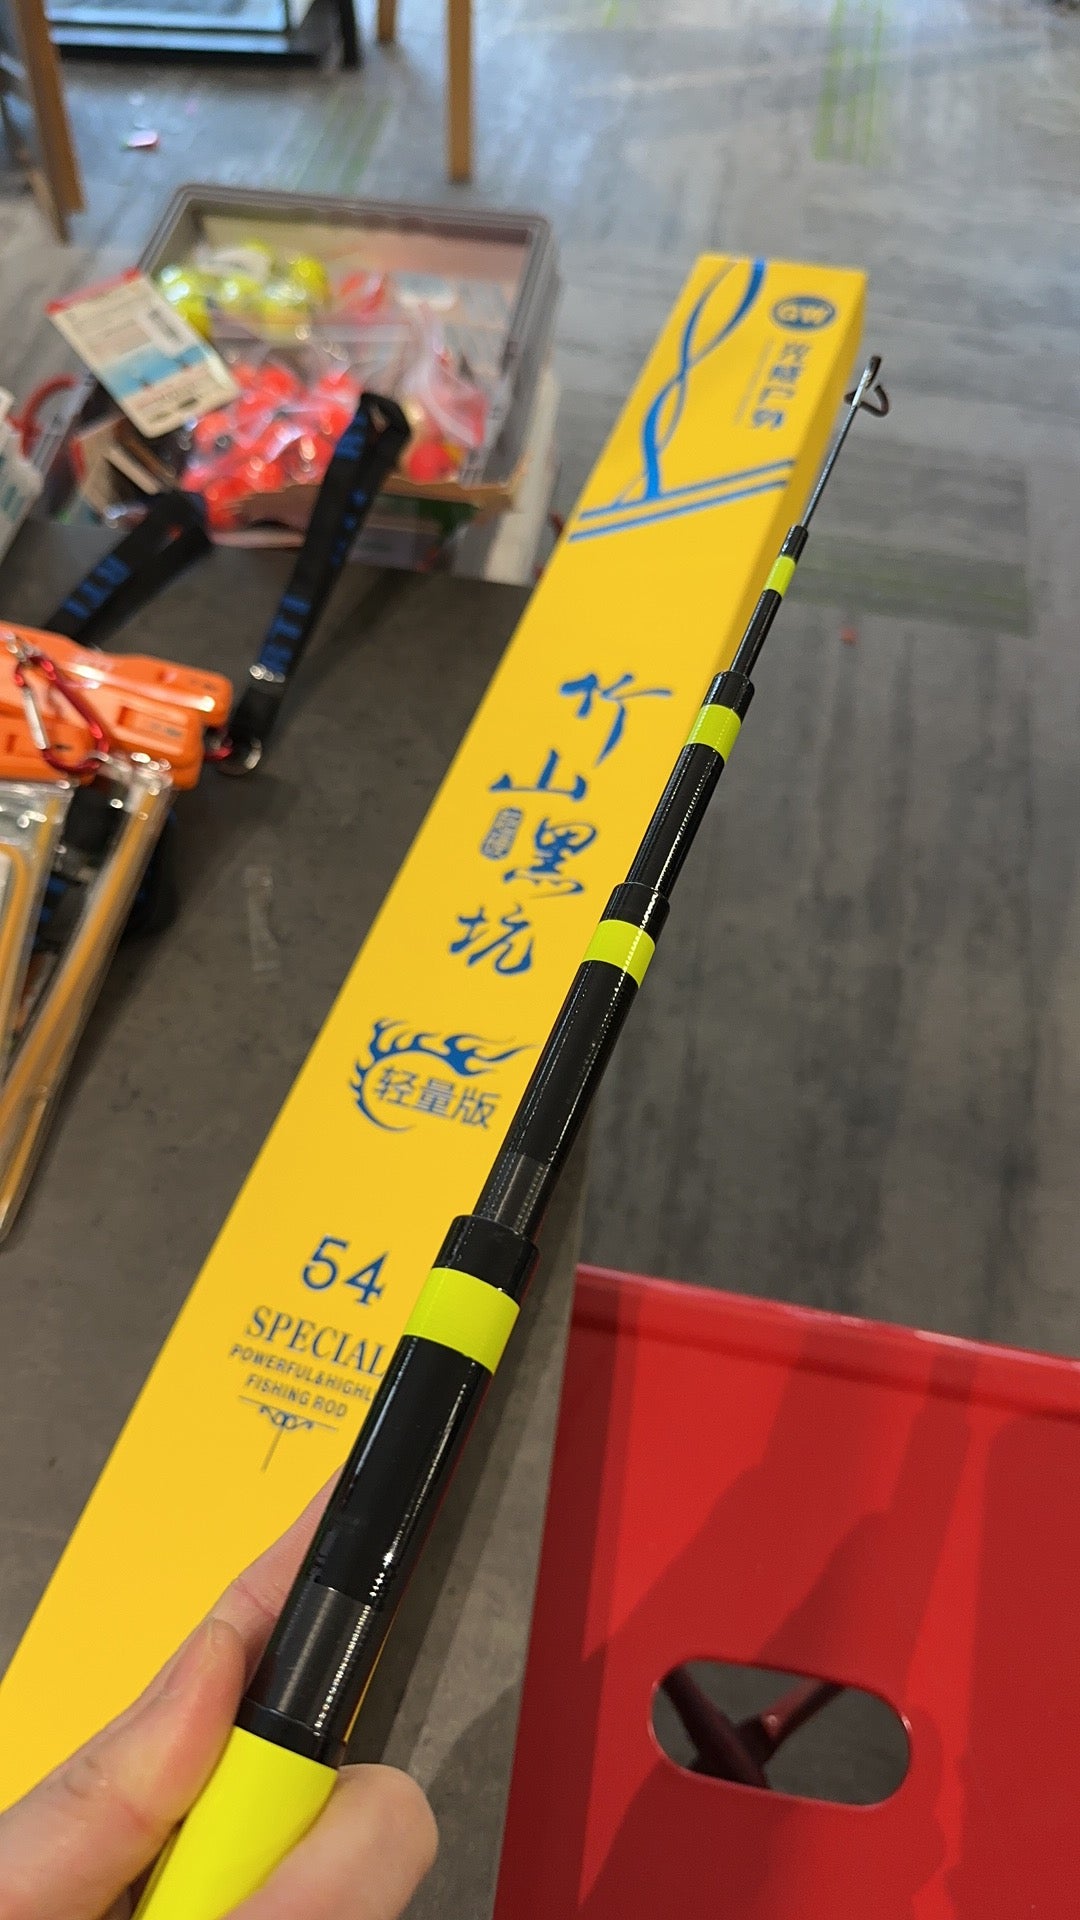 GW
竹山黑坑
轻量版
54
SPECIAL
POWERFUL&HIGHL
FISHING ROD